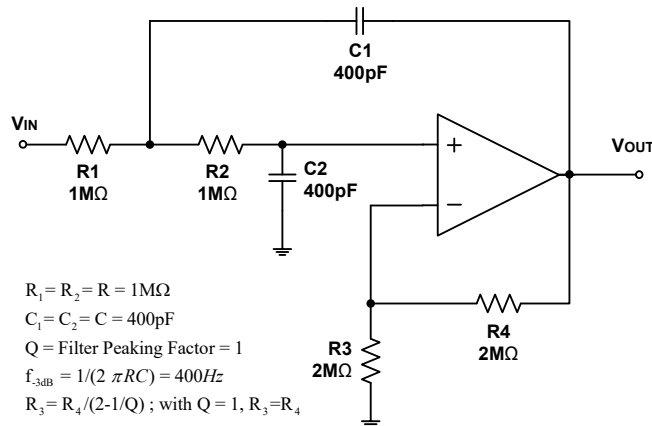 C1
400pF
VIN
R1
1MΩ
R2
1MΩ
C2
400pF
+
−
VOUT
R4
2MΩ
R3
2MΩ
R₁= R₂= R = 1MΩ
C₁= C₂= C = 400pF
Q = Filter Peaking Factor = 1
f-3dB = 1/(2 πRC) = 400Hz
R₃= R₄/(2-1/Q) ; with Q = 1, R₃=R₄